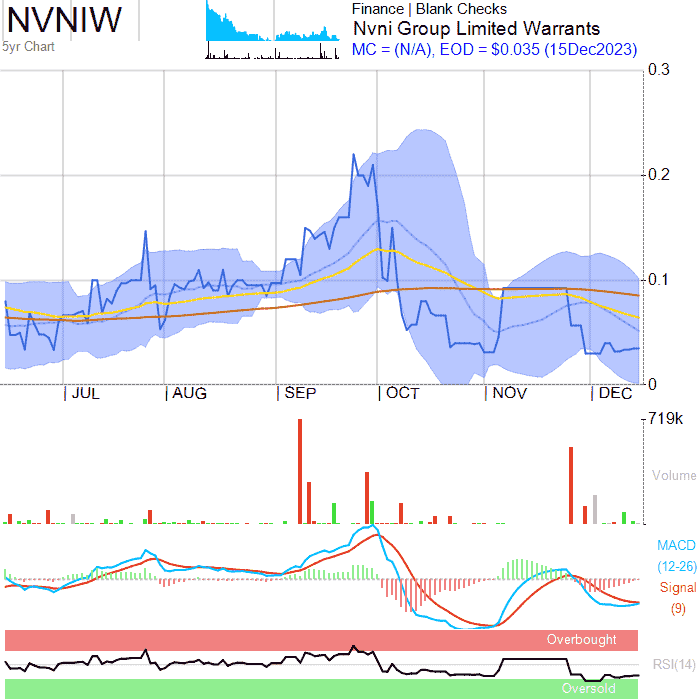 NVNIW
5yr Chart
Finance | Blank Checks
Nvni Group Limited Warrants
MC = (N/A), EOD = $0.035 (15Dec2023)
0.3
0.2
0.1
0
JUL AUG SEP OCT NOV DEC
719k
Volume
MACD
(12-26)
Signal
(9)
Overbought
RSI(14)
Oversold